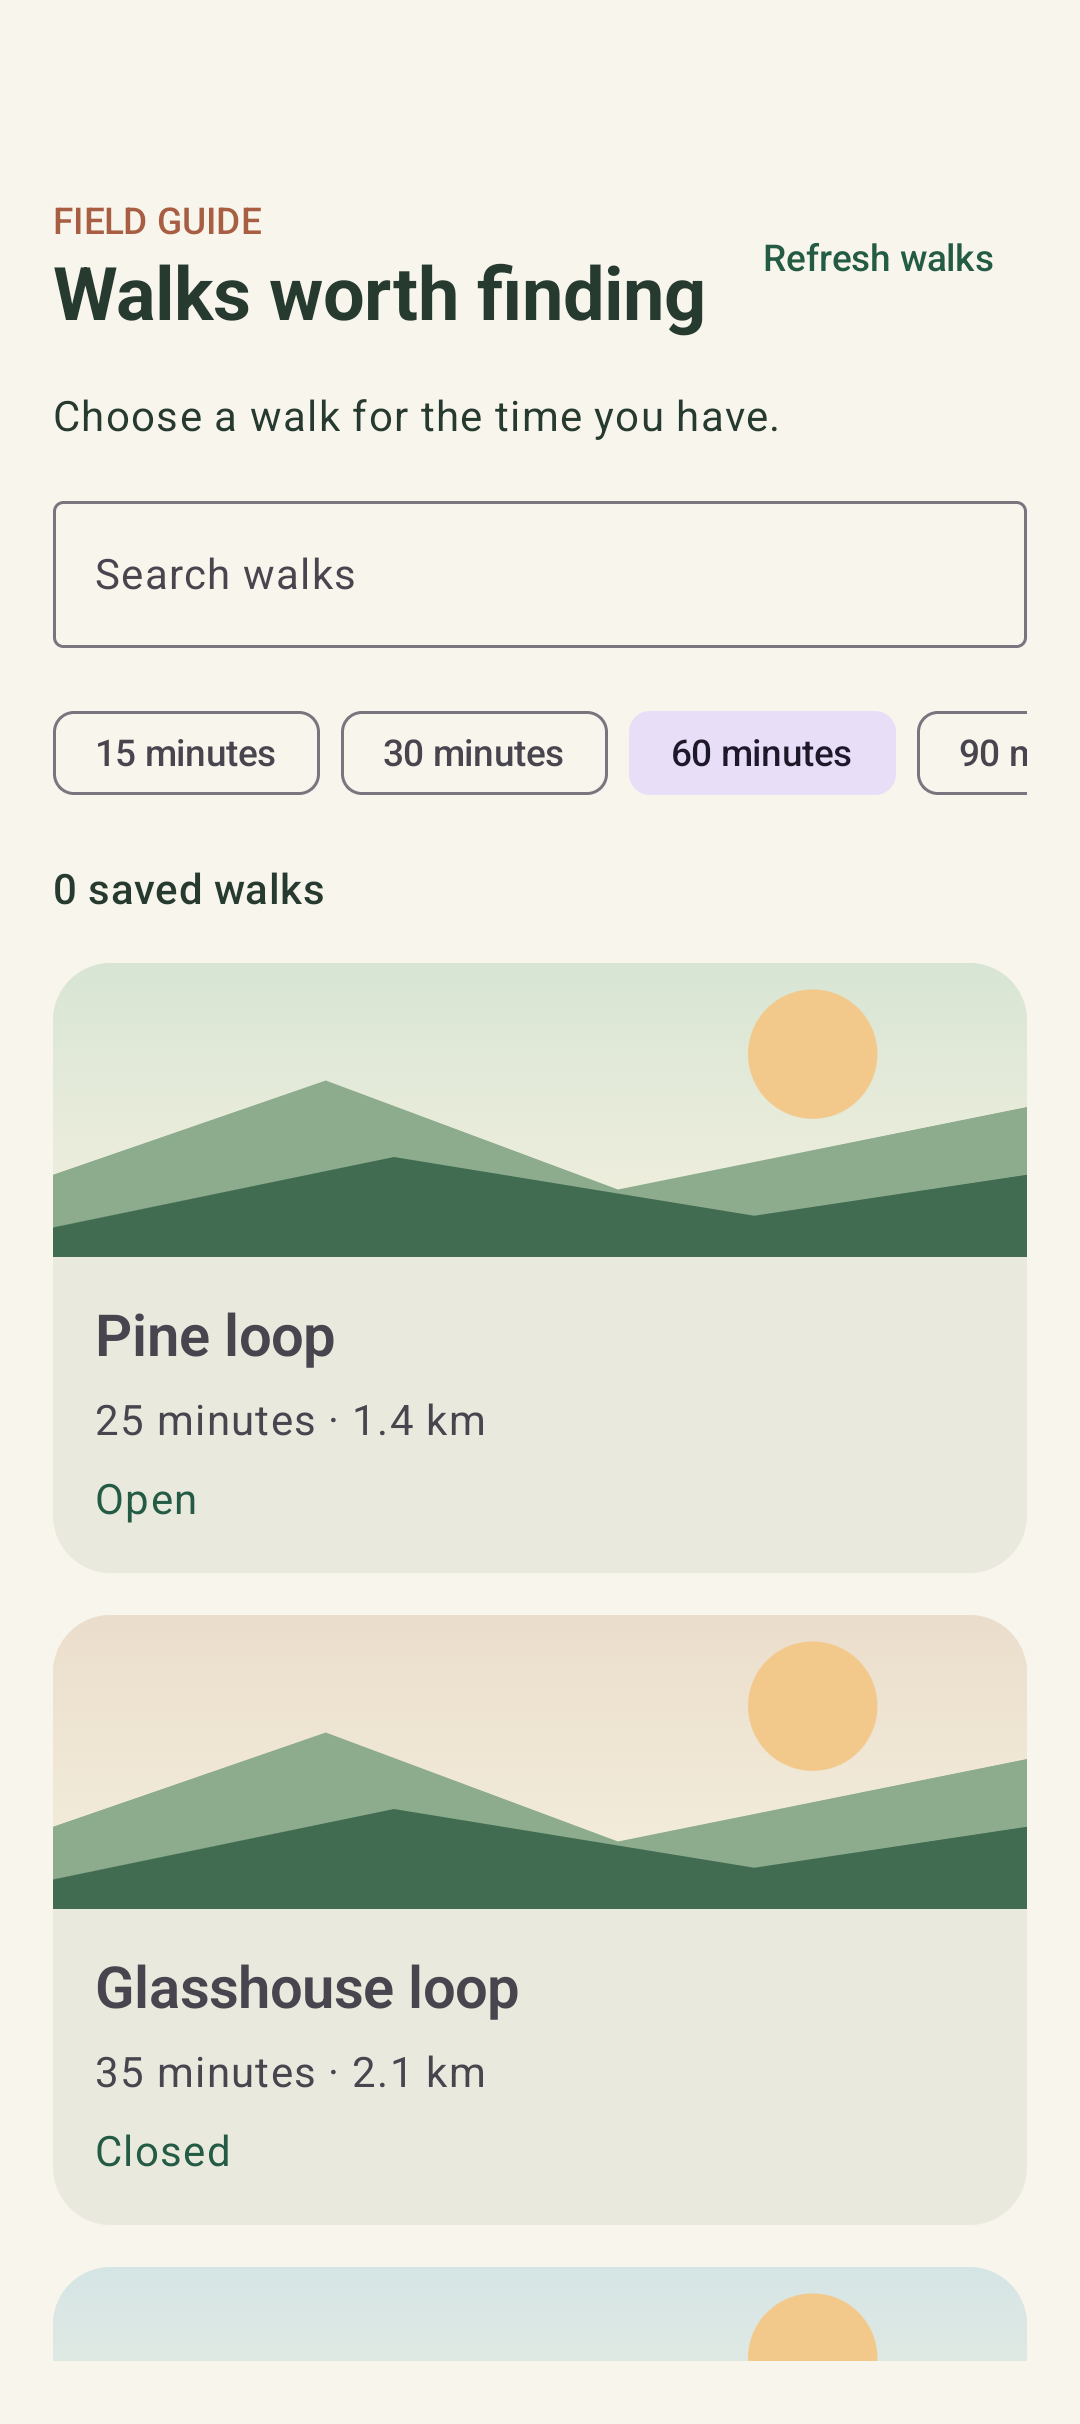 FIELD GUIDE
Walks worth finding
Refresh walks
Choose a walk for the time you have.
Search walks
15 minutes
30 minutes
60 minutes
90 m
0 saved walks
Pine loop
25 minutes · 1.4 km
Open
Glasshouse loop
35 minutes · 2.1 km
Closed